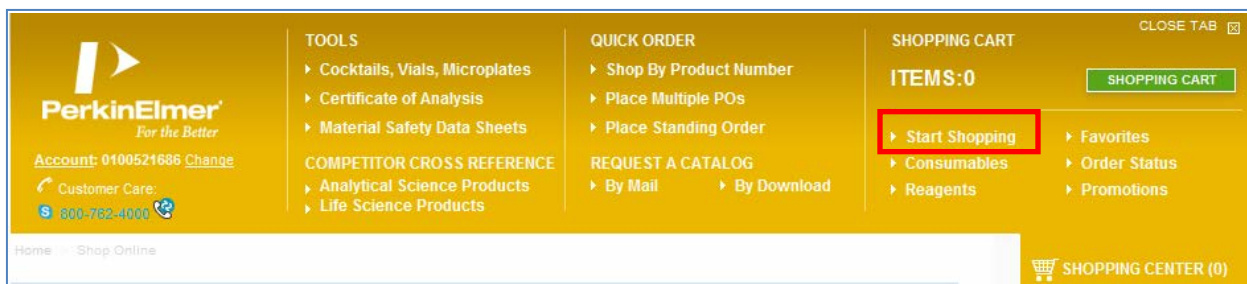 PerkinElmer
For the Better
Account: 0100521686 Change
Customer Care:
800-762-4000
TOOLS
Cocktails, Vials, Microplates
Certificate of Analysis
Material Safety Data Sheets
COMPETITOR CROSS REFERENCE
Analytical Science Products
Life Science Products
QUICK ORDER
Shop By Product Number
Place Multiple POs
Place Standing Order
REQUEST A CATALOG
By Mail By Download
CLOSE TAB
SHOPPING CART
ITEMS:0
SHOPPING CART
Start Shopping
Consumables
Reagents
Favorites
Order Status
Promotions
Home Shop Online
SHOPPING CENTER (0)